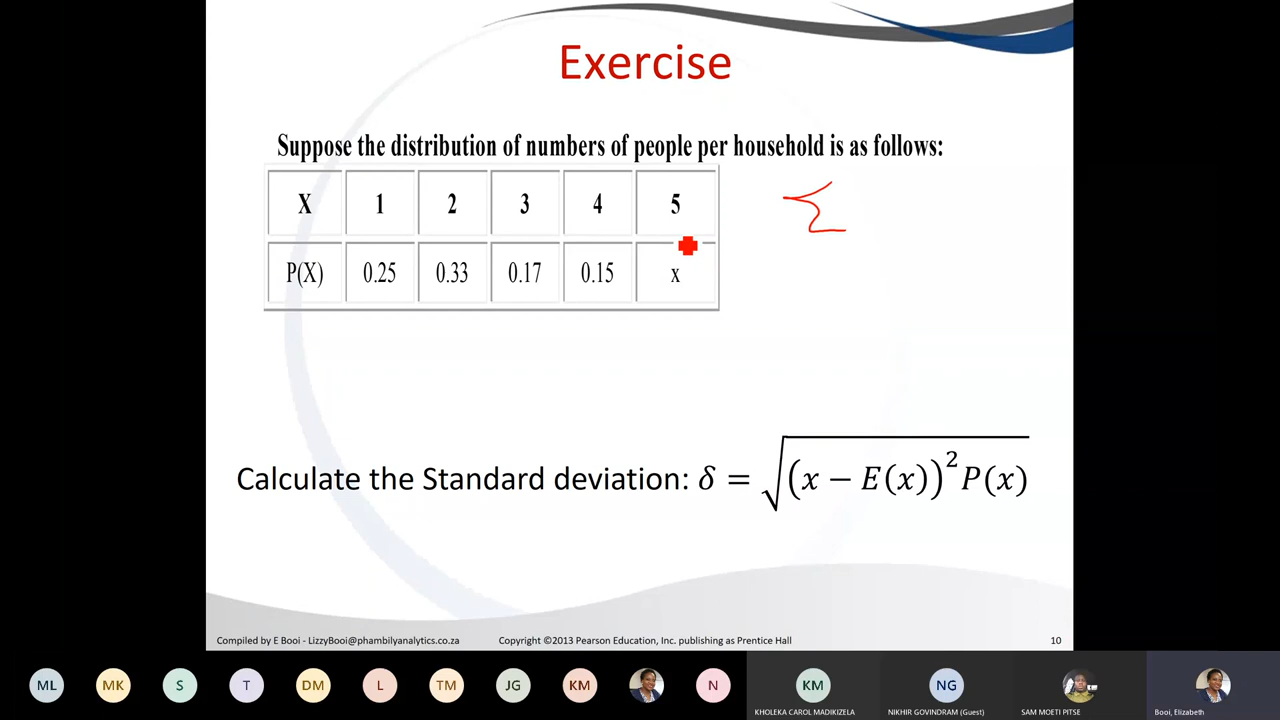 Exercise
Suppose the distribution of numbers of people per household is as follows:
X 1 2 3 4 5
P(X) 0.25 0.33 0.17 0.15 x
Σ
Calculate the Standard deviation: δ = √(x − E(x))²P(x)
Compiled by E Booi - LizzyBooi@phambilyanalytics.co.za Copyright ©2013 Pearson Education, Inc. publishing as Prentice Hall 10
ML MK S T DM L TM JG KM N KM NG
KHOLEKA CAROL MADIKIZELA NIKHIR GOVINDRAM (Guest) SAM MOETI PITSE Booi, Elizabeth